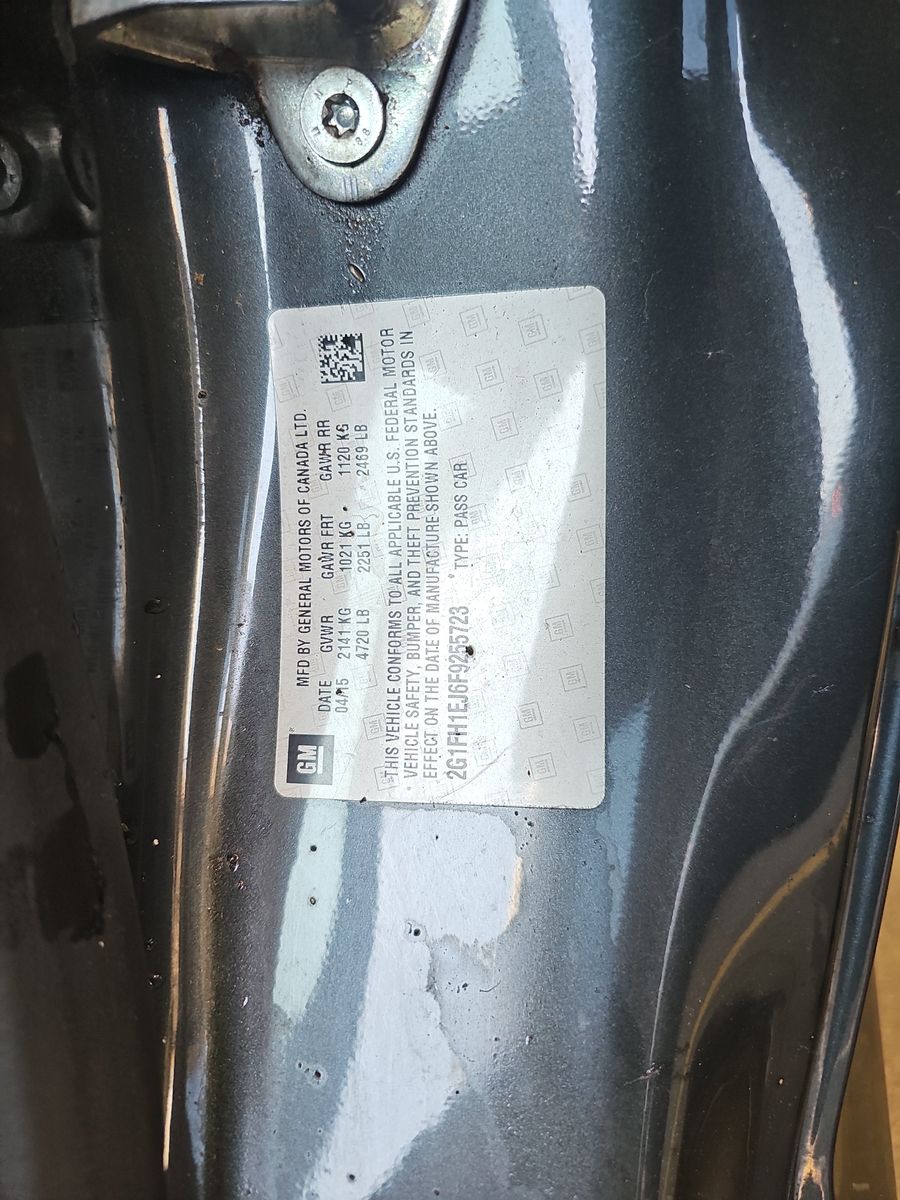 GM
MFD BY GENERAL MOTORS OF CANADA LTD.
DATE GVWR GAWR FRT GAWR RR
04/15 2141 KG 1021 KG 1120 KG
4720 LB 2251 LB 2469 LB
THIS VEHICLE CONFORMS TO ALL APPLICABLE U.S. FEDERAL MOTOR
VEHICLE SAFETY, BUMPER, AND THEFT PREVENTION STANDARDS IN
EFFECT ON THE DATE OF MANUFACTURE SHOWN ABOVE.
2G1FH1EJ6F9255723 TYPE: PASS CAR
8.8